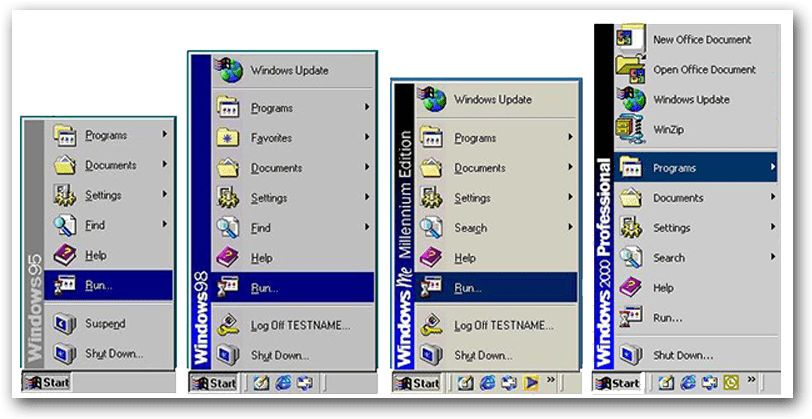 Programs
Documents
Settings
Find
Help
Run...
Suspend
Shut Down...
Windows95
Start
Windows Update
Programs
Favorites
Documents
Settings
Find
Help
Run...
Log Off TESTNAME...
Shut Down...
Windows98
Start
Windows Update
Programs
Documents
Settings
Search
Help
Run...
Log Off TESTNAME...
Shut Down...
Windows Me Millennium Edition
Start
»
New Office Document
Open Office Document
Windows Update
WinZip
Programs
Documents
Settings
Search
Help
Run...
Shut Down...
Windows 2000 Professional
Start
»